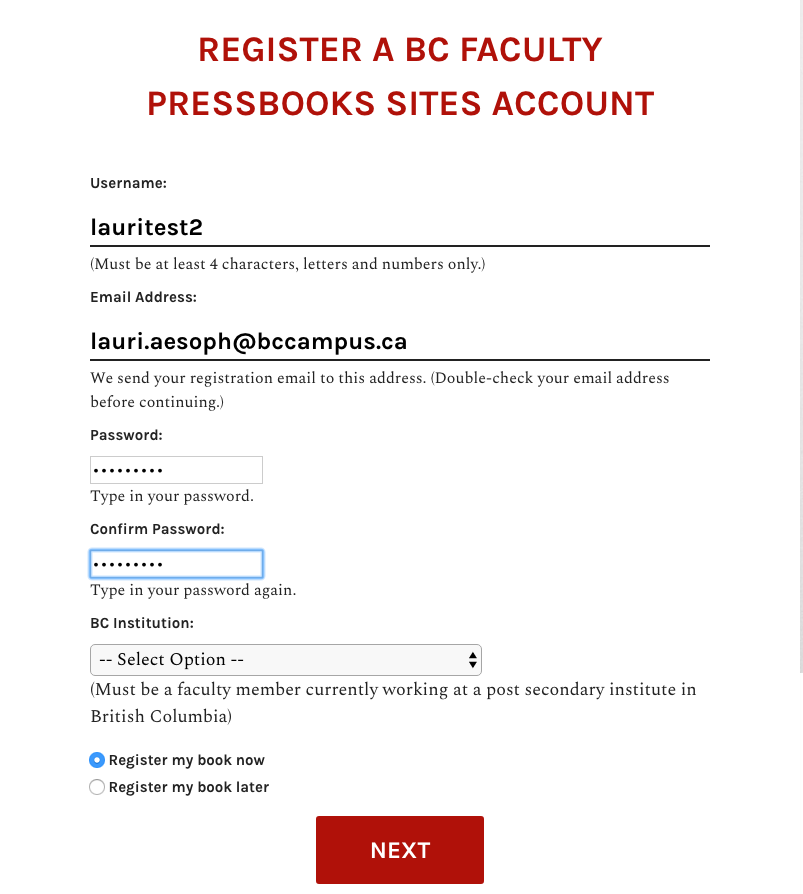 REGISTER A BC FACULTY
PRESSBOOKS SITES ACCOUNT
Username:
lauritest2
(Must be at least 4 characters, letters and numbers only.)
Email Address:
lauri.aesoph@bccampus.ca
We send your registration email to this address. (Double-check your email address
before continuing.)
Password:
•••••••••
Type in your password.
Confirm Password:
•••••••••
Type in your password again.
BC Institution:
-- Select Option --
(Must be a faculty member currently working at a post secondary institute in
British Columbia)
Register my book now
Register my book later
NEXT